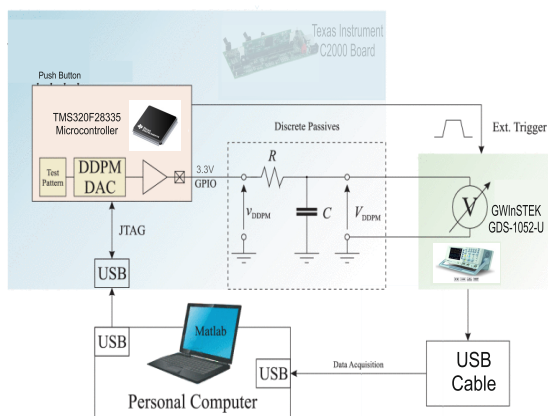 Texas Instrument
C2000 Board
Push Button
TMS320F28335
Microcontroller
Test
Pattern
DDPM
DAC
3.3V
GPIO
Discrete Passives
R
C
vDDPM
VDDPM
Ext. Trigger
V
GWInSTEK
GDS-1052-U
JTAG
USB
USB
Matlab
USB
Personal Computer
Data Acquisition
USB
Cable